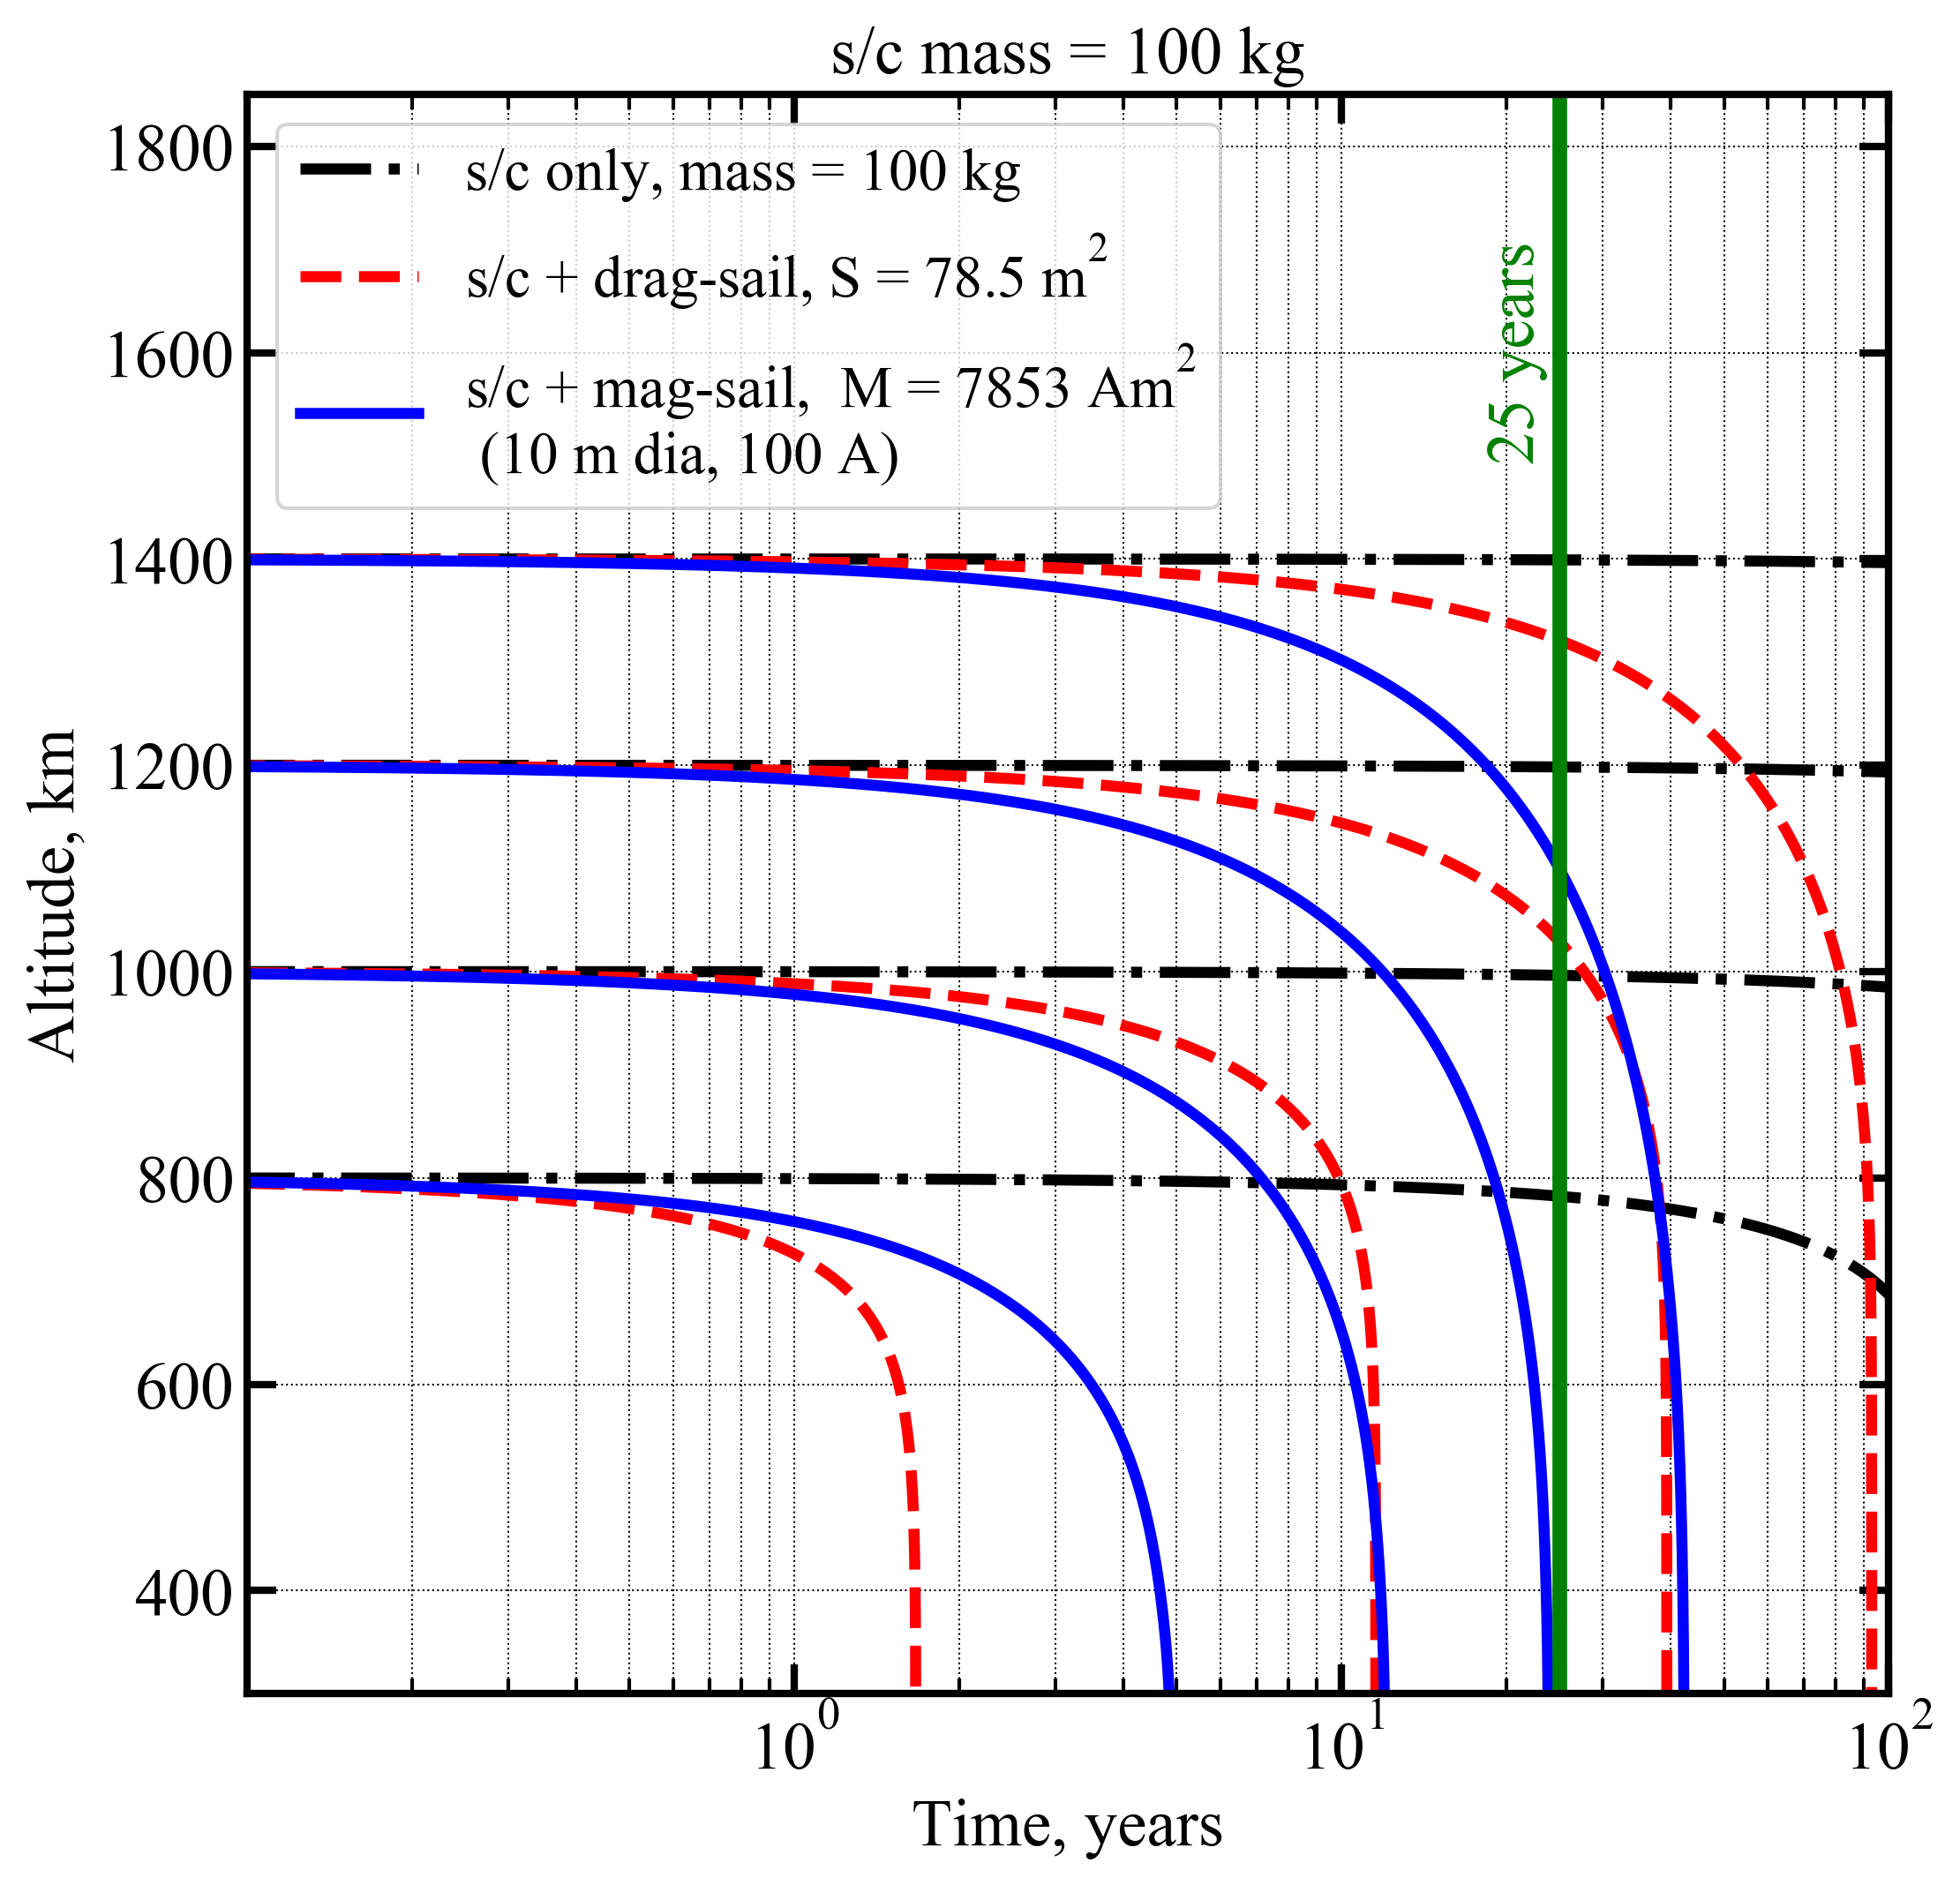 s/c mass = 100 kg
s/c only, mass = 100 kg
s/c + drag-sail, S = 78.5 m²
s/c + mag-sail, M = 7853 Am²
(10 m dia, 100 A)
25 years
1800
1600
1400
1200
1000
800
600
400
Altitude, km
10⁰ 10¹ 10²
Time, years